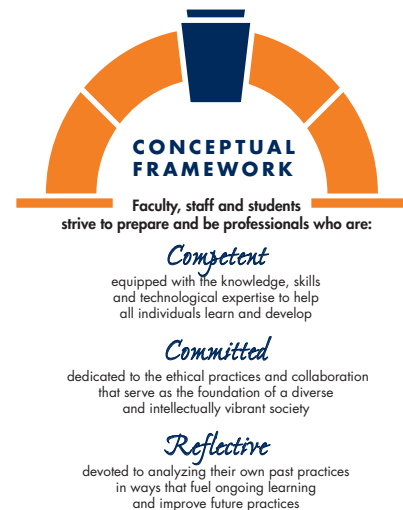 CONCEPTUAL
FRAMEWORK
Faculty, staff and students
strive to prepare and be professionals who are:
Competent
equipped with the knowledge, skills
and technological expertise to help
all individuals learn and develop
Committed
dedicated to the ethical practices and collaboration
that serve as the foundation of a diverse
and intellectually vibrant society
Reflective
devoted to analyzing their own past practices
in ways that fuel ongoing learning
and improve future practices